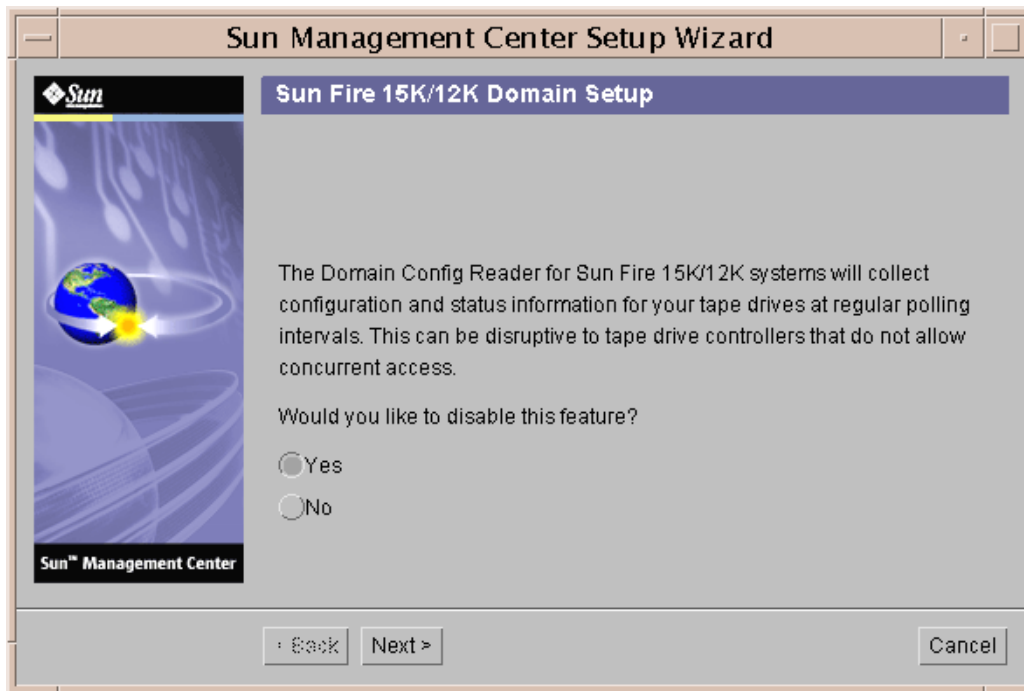 Sun Management Center Setup Wizard
Sun
Sun Fire 15K/12K Domain Setup
The Domain Config Reader for Sun Fire 15K/12K systems will collect
configuration and status information for your tape drives at regular polling
intervals. This can be disruptive to tape drive controllers that do not allow
concurrent access.
Would you like to disable this feature?
Yes
No
Sun™ Management Center
< Back
Next >
Cancel